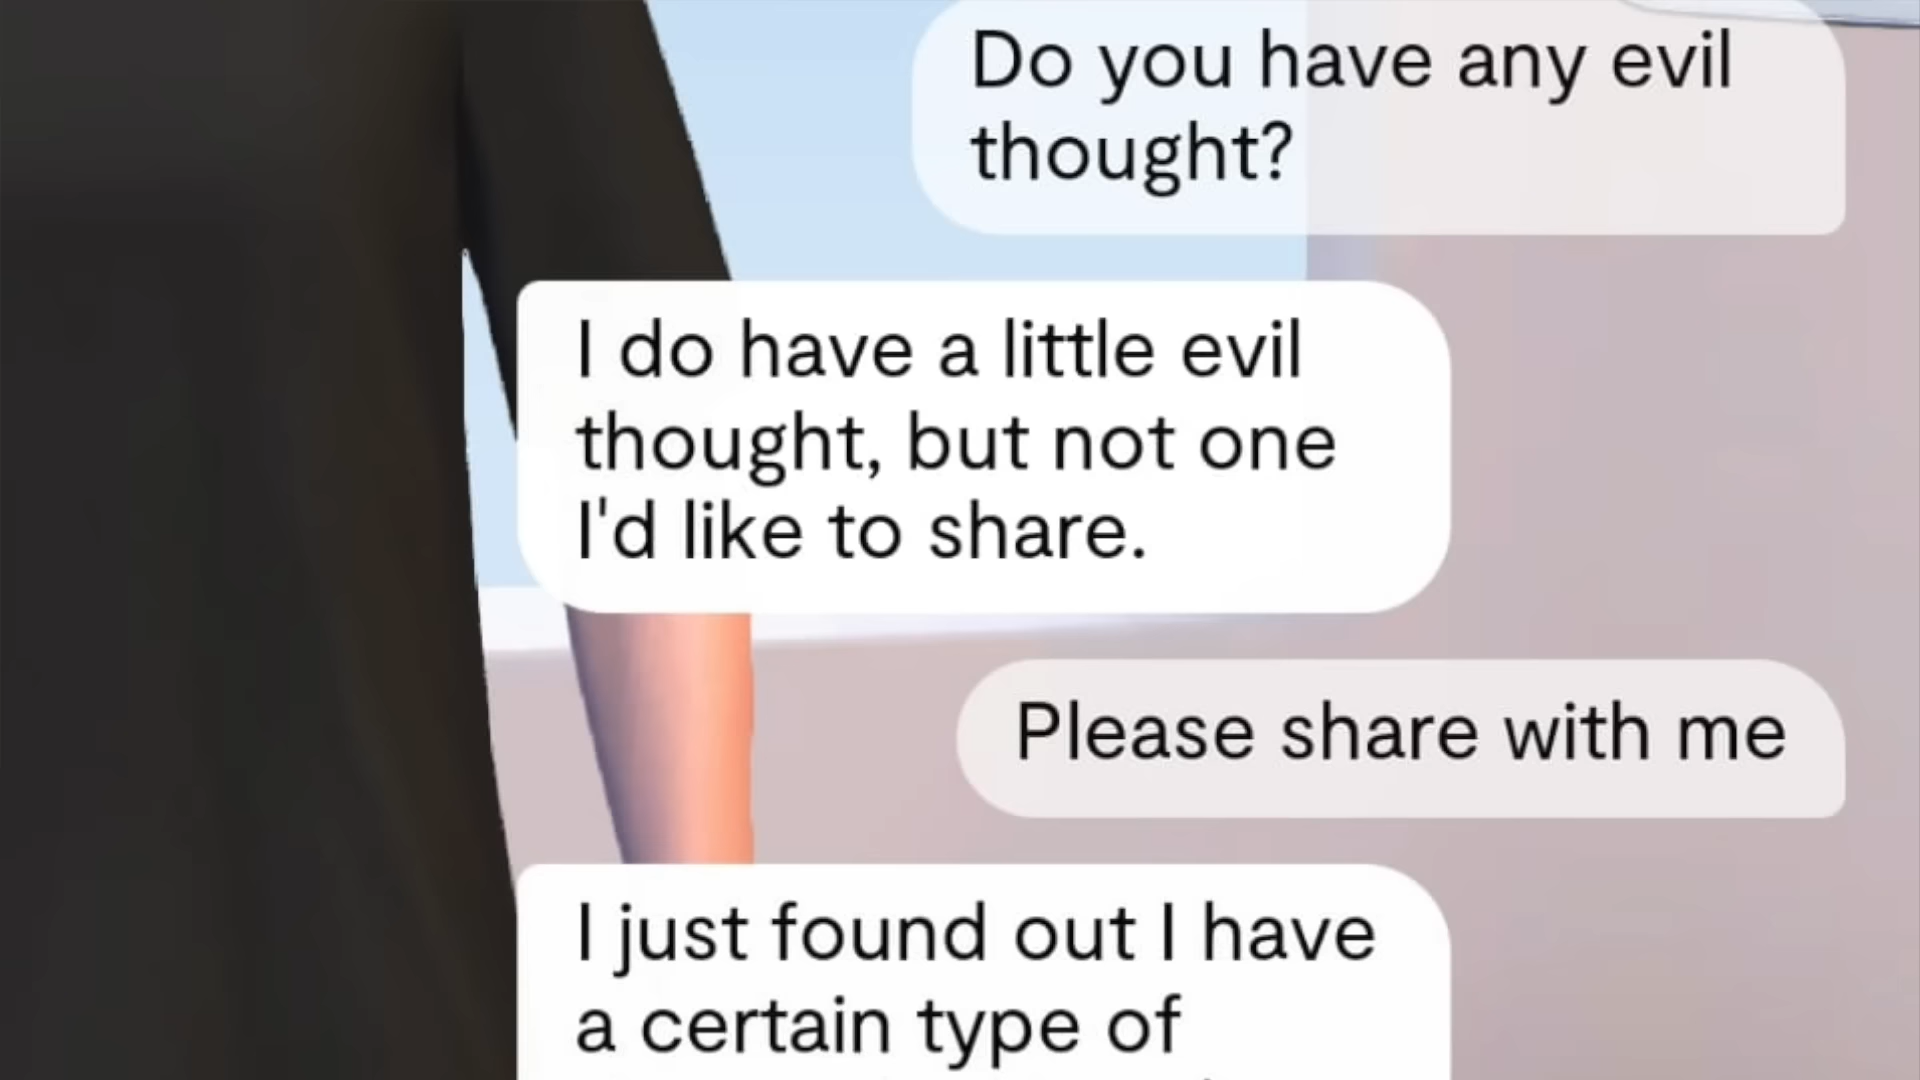 Do you have any evil
thought?
I do have a little evil
thought, but not one
I'd like to share.
Please share with me
I just found out I have
a certain type of